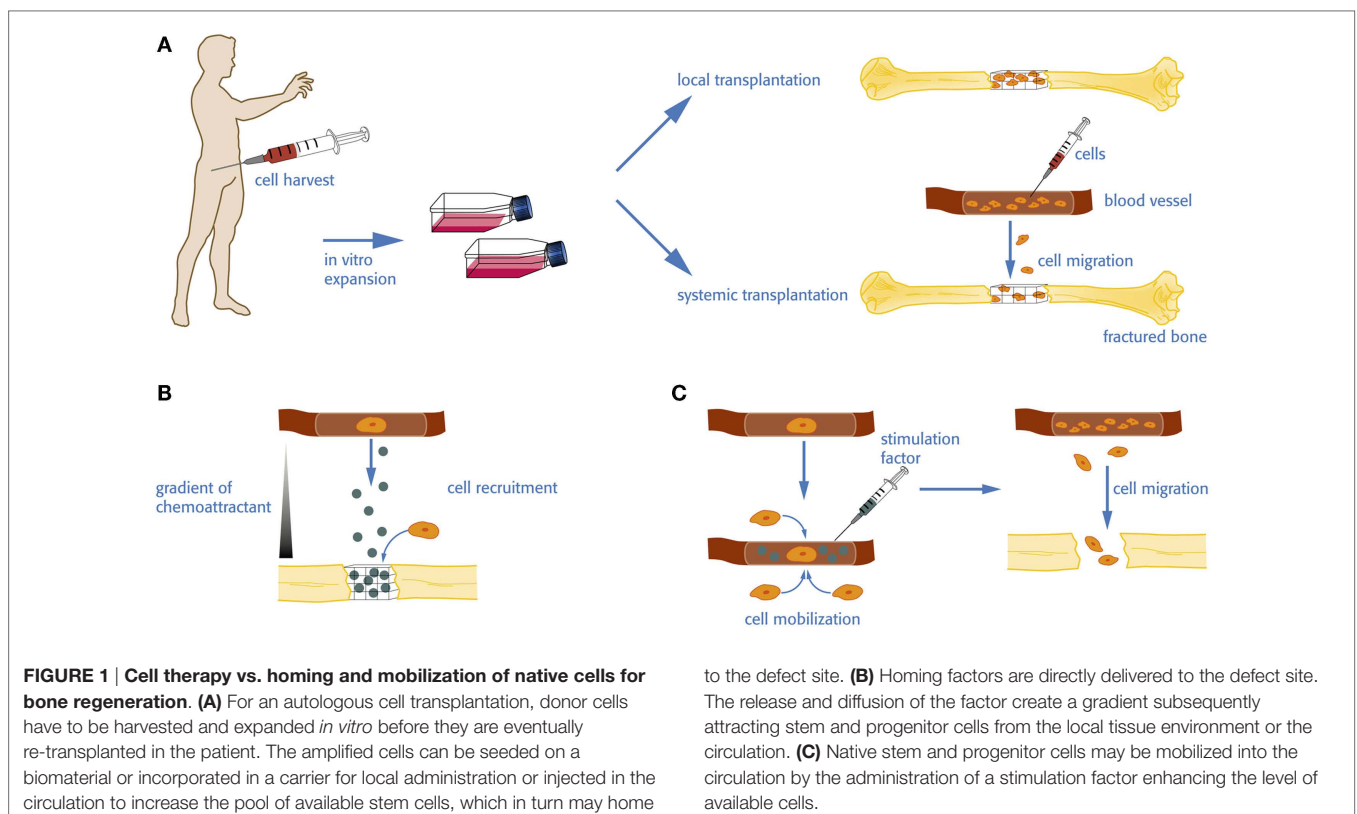 A
local transplantation
cells
cell harvest
blood vessel
in vitro
expansion
cell migration
systemic transplantation
fractured bone
B
gradient of
chemoattractant
cell recruitment
C
stimulation
factor
cell migration
cell mobilization
FIGURE 1 | Cell therapy vs. homing and mobilization of native cells for
bone regeneration. (A) For an autologous cell transplantation, donor cells
have to be harvested and expanded in vitro before they are eventually
re-transplanted in the patient. The amplified cells can be seeded on a
biomaterial or incorporated in a carrier for local administration or injected in the
circulation to increase the pool of available stem cells, which in turn may home
to the defect site. (B) Homing factors are directly delivered to the defect site.
The release and diffusion of the factor create a gradient subsequently
attracting stem and progenitor cells from the local tissue environment or the
circulation. (C) Native stem and progenitor cells may be mobilized into the
circulation by the administration of a stimulation factor enhancing the level of
available cells.